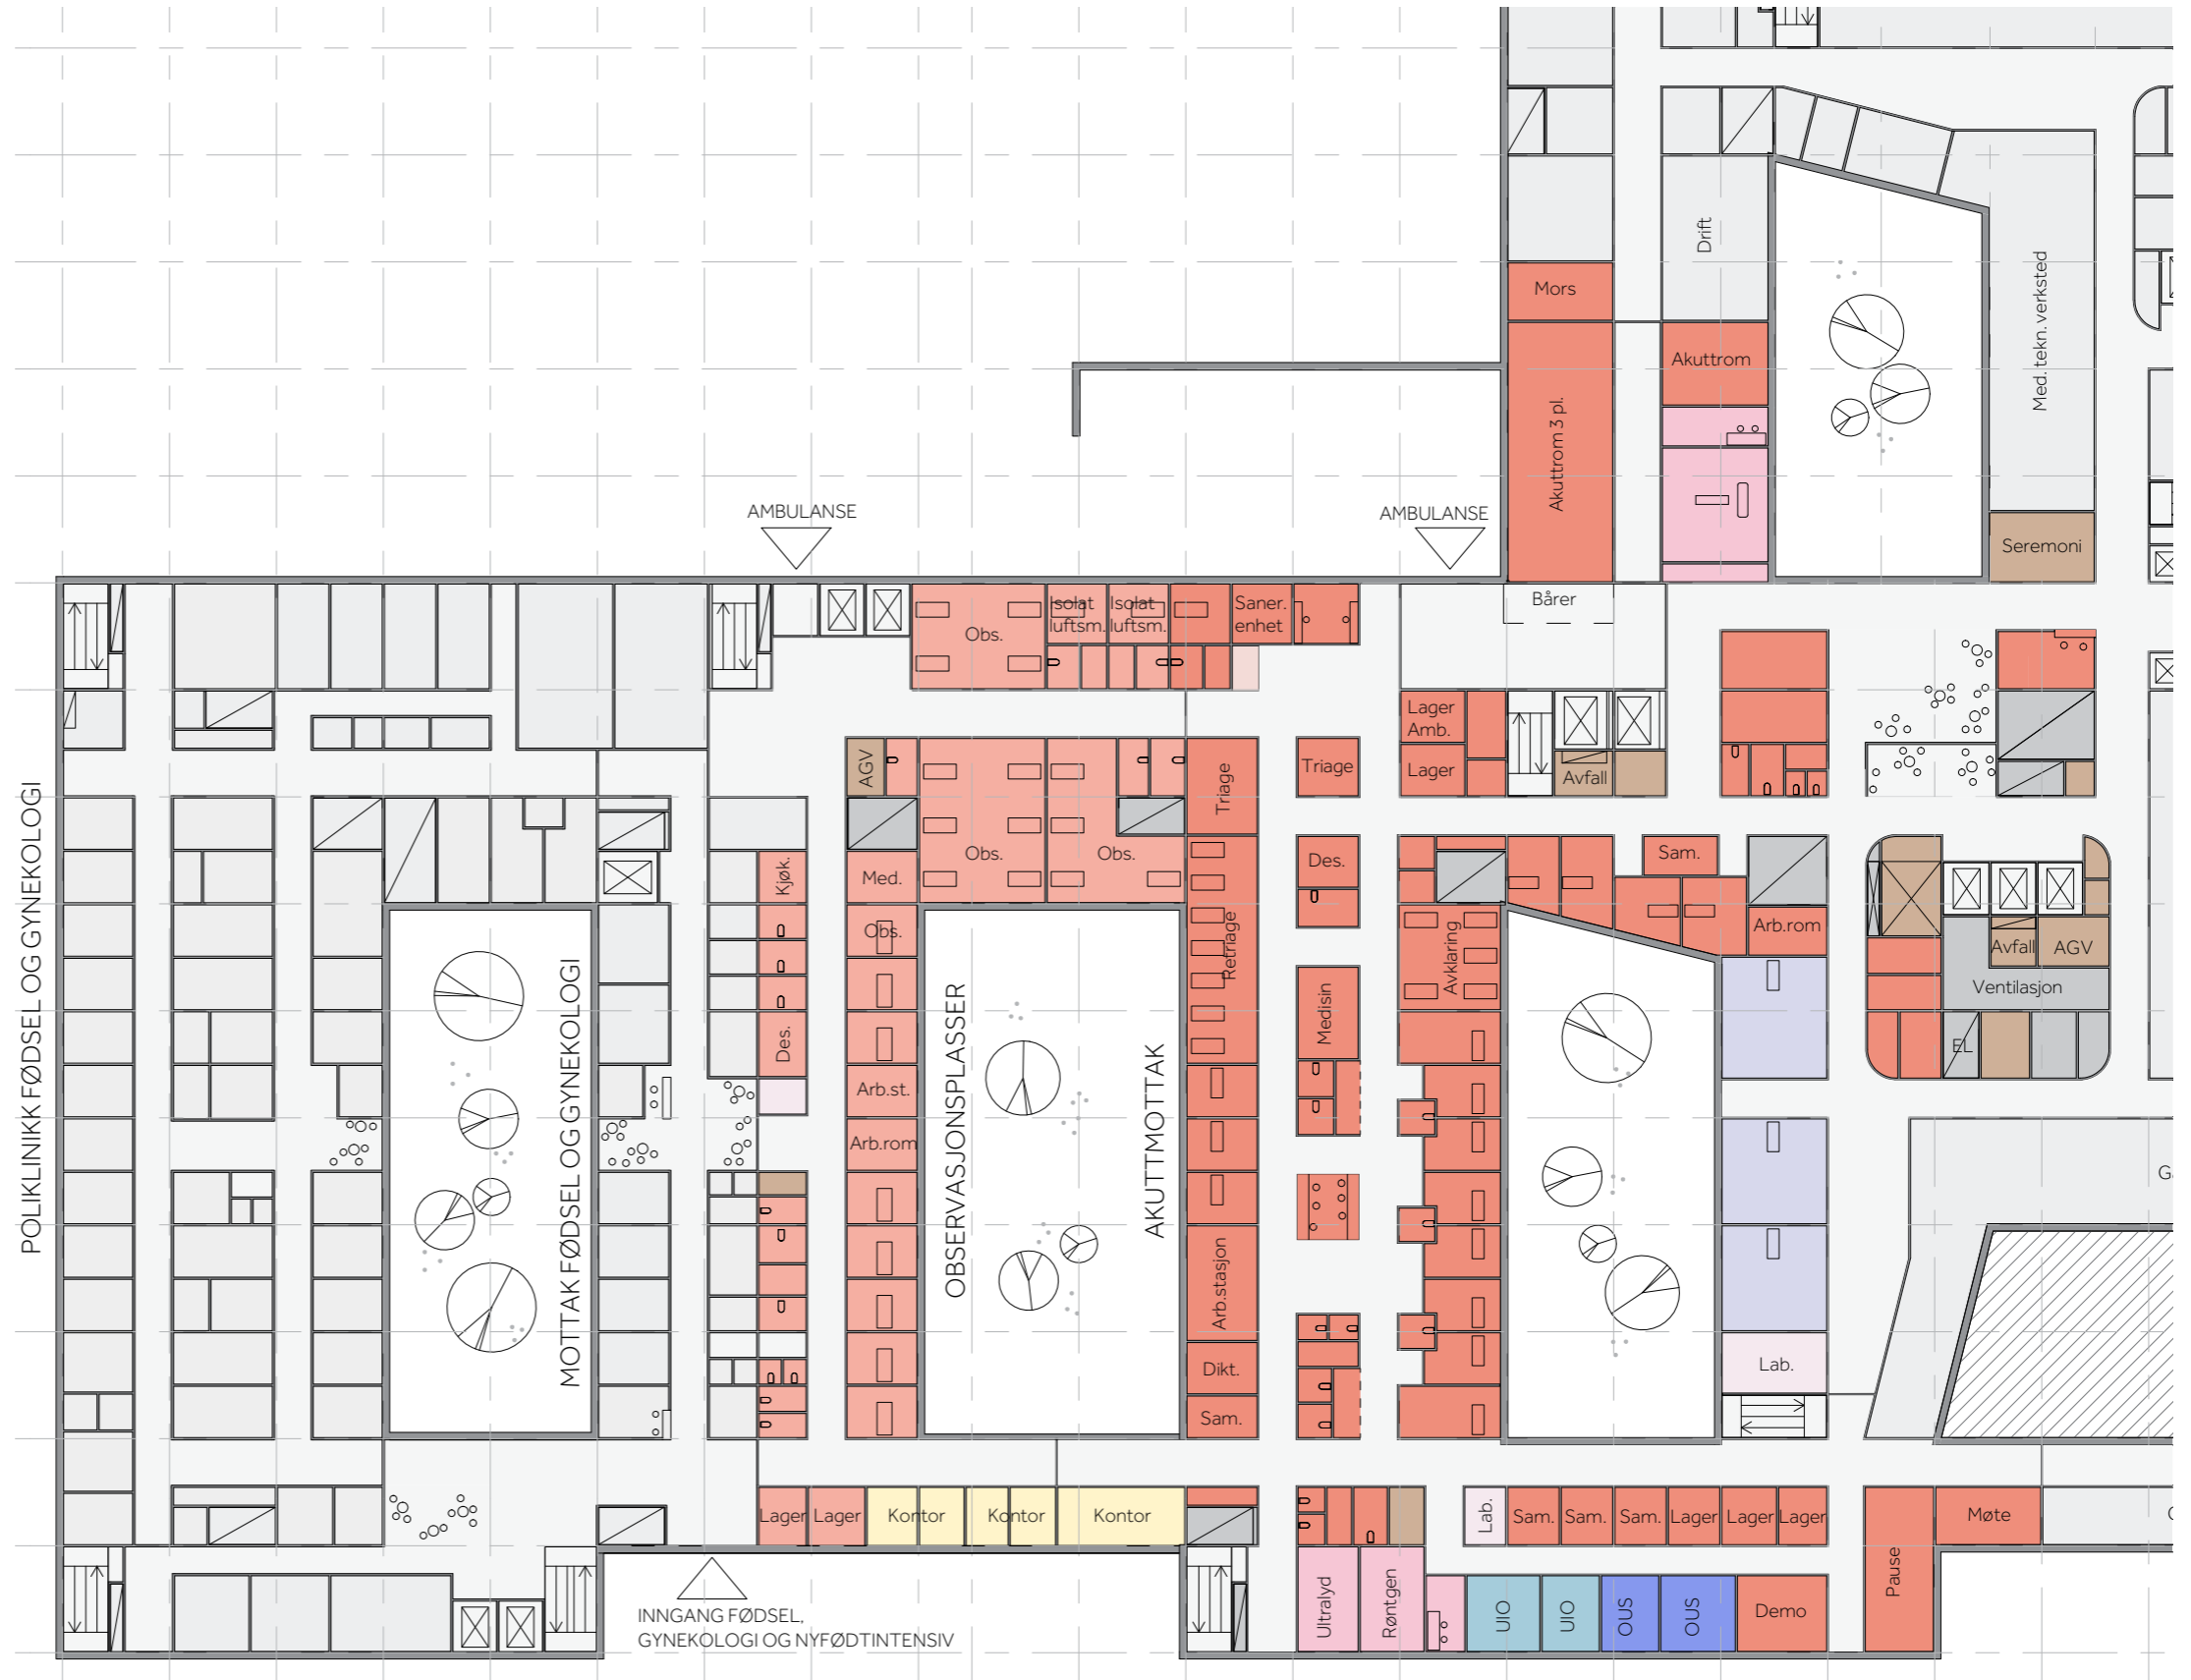 Drift
Med. tekn. verksted
Mors
Akuttrom
Akuttrom 3 pl.
AMBULANSE
AMBULANSE
Seremoni
Bårer
Obs.
Isolat
luftsm.
Isolat
luftsm.
Saner.
enhet
Lager
Amb.
Lager
Avfall
AGV
Triage
Triage
Obs.
Obs.
Kjøk.
Med.
Des.
Sam.
Obs.
Retriage
Avklaring
Arb.rom
Avfall
AGV
Ventilasjon
EL
Des.
Medisin
Arb.st.
Arb.rom
POLIKLINIKK FØDSEL OG GYNEKOLOGI
MOTTAK FØDSEL OG GYNEKOLOGI
OBSERVASJONSPLASSER
AKUTTMOTTAK
Arb.stasjon
Dikt.
Sam.
Lab.
Lager
Lager
Kontor
Kontor
Kontor
Lab.
Sam.
Sam.
Sam.
Lager
Lager
Lager
Pause
Møte
Ultralyd
Røntgen
UIO
UIO
OUS
OUS
Demo
INNGANG FØDSEL,
GYNEKOLOGI OG NYFØDTINTENSIV